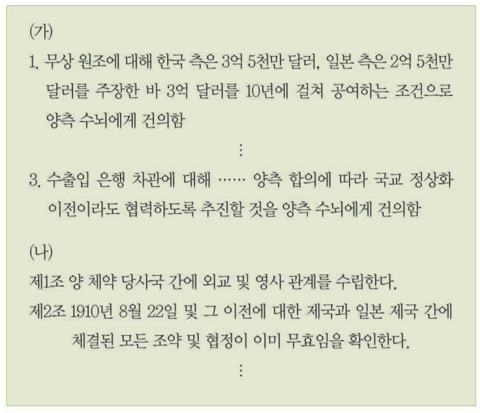 (가)
1. 무상 원조에 대해 한국 측은 3억 5천만 달러, 일본 측은 2억 5천만
달러를 주장한 바 3억 달러를 10년에 걸쳐 공여하는 조건으로
양측 수뇌에게 건의함
⋮
3. 수출입 은행 차관에 대해 …… 양측 합의에 따라 국교 정상화
이전이라도 협력하도록 추진할 것을 양측 수뇌에게 건의함
(나)
제1조 양 체약 당사국 간에 외교 및 영사 관계를 수립한다.
제2조 1910년 8월 22일 및 그 이전에 대한 제국과 일본 제국 간에
체결된 모든 조약 및 협정이 이미 무효임을 확인한다.
⋮